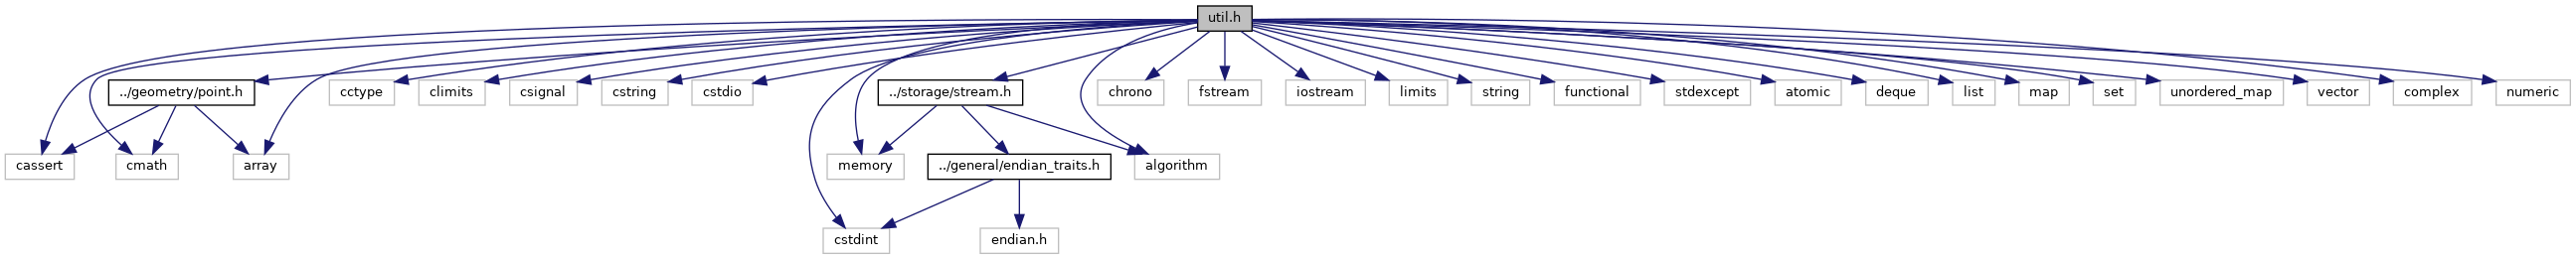 util.h
../geometry/point.h
cctype
climits
csignal
cstring
cstdio
../storage/stream.h
chrono
fstream
iostream
limits
string
functional
stdexcept
atomic
deque
list
map
set
unordered_map
vector
complex
numeric
cassert
cmath
array
memory
../general/endian_traits.h
algorithm
cstdint
endian.h